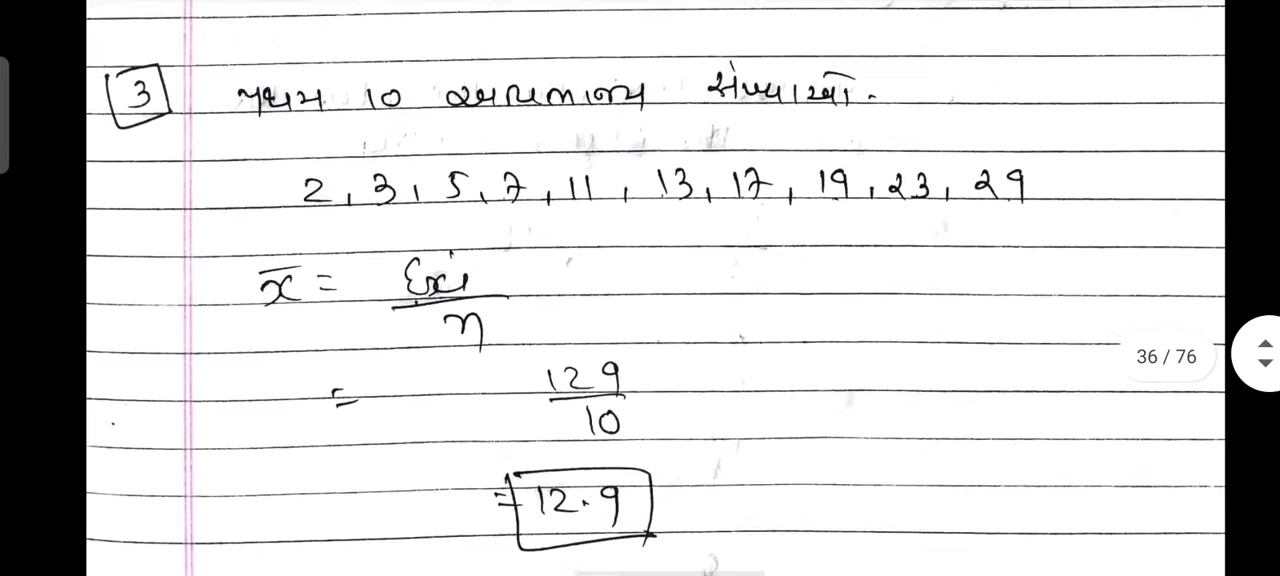 3 પ્રથમ 10 અવિભાજ્ય સંખ્યાઓ.
2, 3, 5, 7, 11, 13, 17, 19, 23, 29
x̄ = Σxi
n
= 129
10
= 12.9
36 / 76